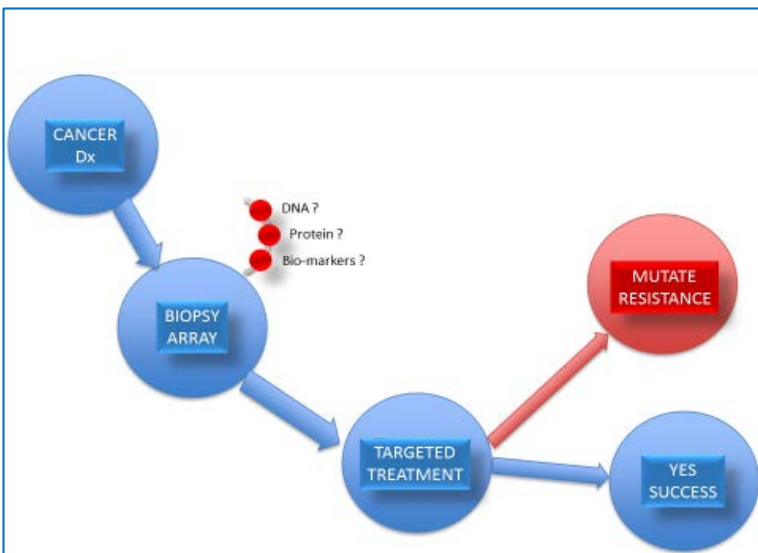 CANCER
Dx
DNA ?
Protein ?
Bio-markers ?
BIOPSY
ARRAY
MUTATE
RESISTANCE
TARGETED
TREATMENT
YES
SUCCESS